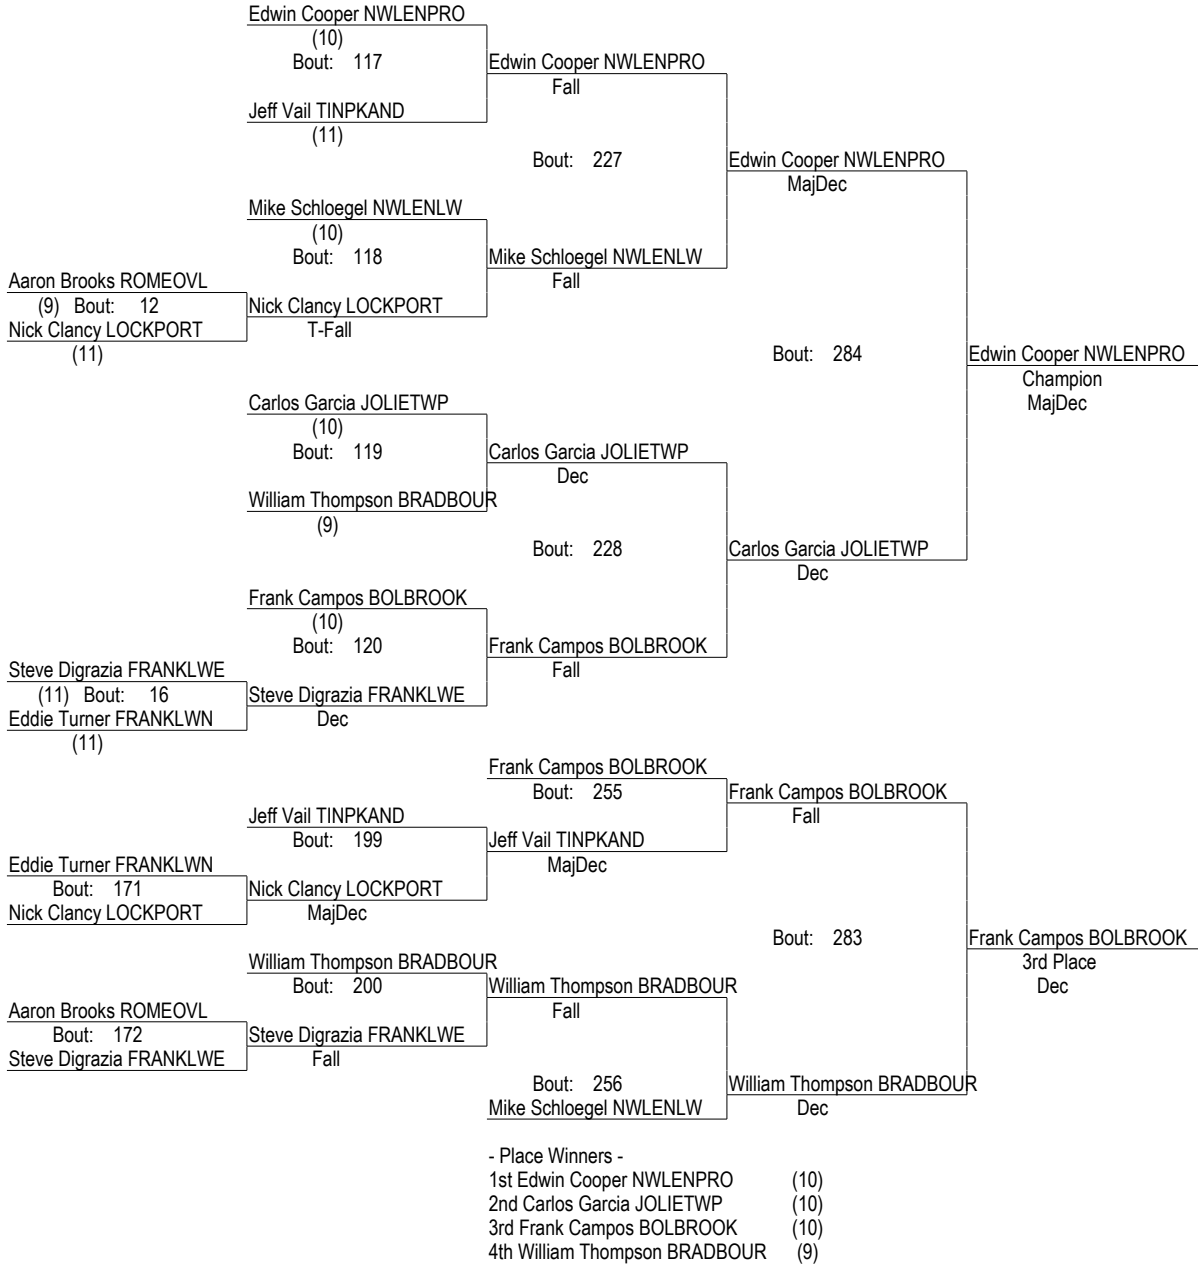 Edwin Cooper NWLENPRO
(10)
Bout: 117
Edwin Cooper NWLENPRO
Fall
Jeff Vail TINPKAND
(11)
Bout: 227
Edwin Cooper NWLENPRO
MajDec
Mike Schloegel NWLENLW
(10)
Bout: 118
Mike Schloegel NWLENLW
Fall
Aaron Brooks ROMEOVL
(9) Bout: 12
Nick Clancy LOCKPORT
T-Fall
Nick Clancy LOCKPORT
(11)
Bout: 284
Edwin Cooper NWLENPRO
Champion
MajDec
Carlos Garcia JOLIETWP
(10)
Bout: 119
Carlos Garcia JOLIETWP
Dec
William Thompson BRADBOUR
(9)
Bout: 228
Carlos Garcia JOLIETWP
Dec
Frank Campos BOLBROOK
(10)
Bout: 120
Frank Campos BOLBROOK
Fall
Steve Digrazia FRANKLWE
(11) Bout: 16
Steve Digrazia FRANKLWE
Dec
Eddie Turner FRANKLWN
(11)
Frank Campos BOLBROOK
Bout: 255
Frank Campos BOLBROOK
Fall
Jeff Vail TINPKAND
Bout: 199
Jeff Vail TINPKAND
MajDec
Eddie Turner FRANKLWN
Bout: 171
Nick Clancy LOCKPORT
Nick Clancy LOCKPORT
MajDec
Bout: 283
Frank Campos BOLBROOK
3rd Place
Dec
William Thompson BRADBOUR
Bout: 200
William Thompson BRADBOUR
Fall
Aaron Brooks ROMEOVL
Bout: 172
Steve Digrazia FRANKLWE
Steve Digrazia FRANKLWE
Fall
Bout: 256
William Thompson BRADBOUR
Dec
Mike Schloegel NWLENLW
- Place Winners -
1st Edwin Cooper NWLENPRO (10)
2nd Carlos Garcia JOLIETWP (10)
3rd Frank Campos BOLBROOK (10)
4th William Thompson BRADBOUR (9)